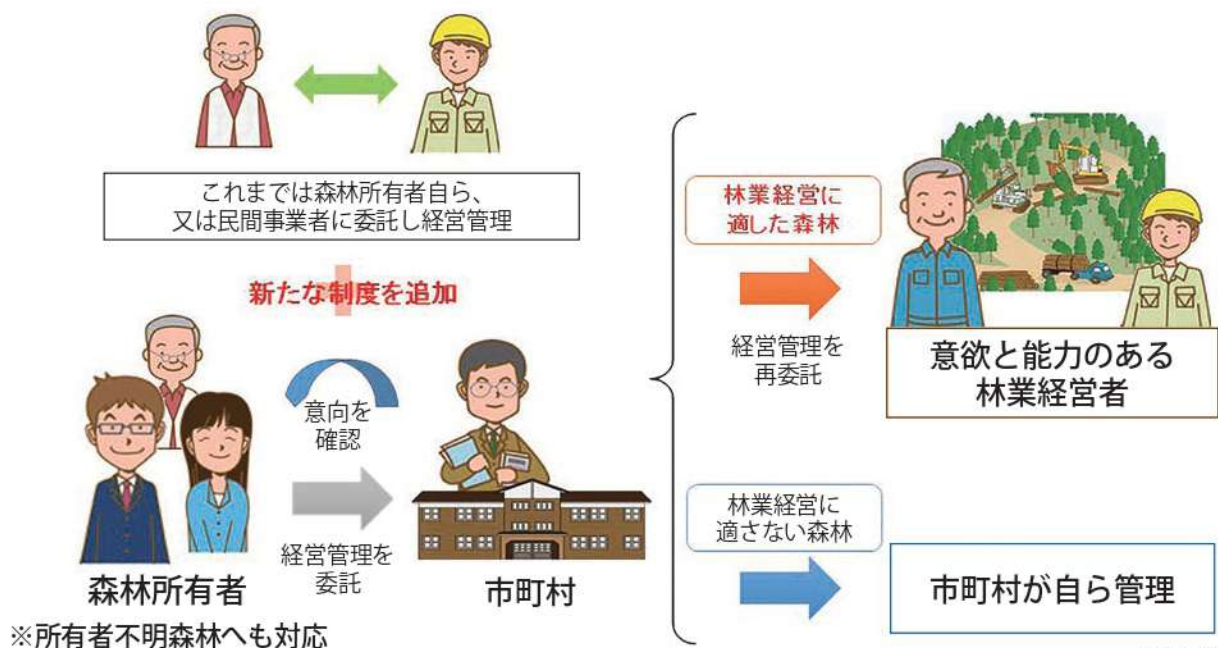 これまでは森林所有者自ら、
又は民間事業者に委託し経営管理
新たな制度を追加
意向を
確認
経営管理を
委託
森林所有者
市町村
※所有者不明森林へも対応
林業経営に
適した森林
経営管理を
再委託
意欲と能力のある
林業経営者
林業経営に
適さない森林
市町村が自ら管理